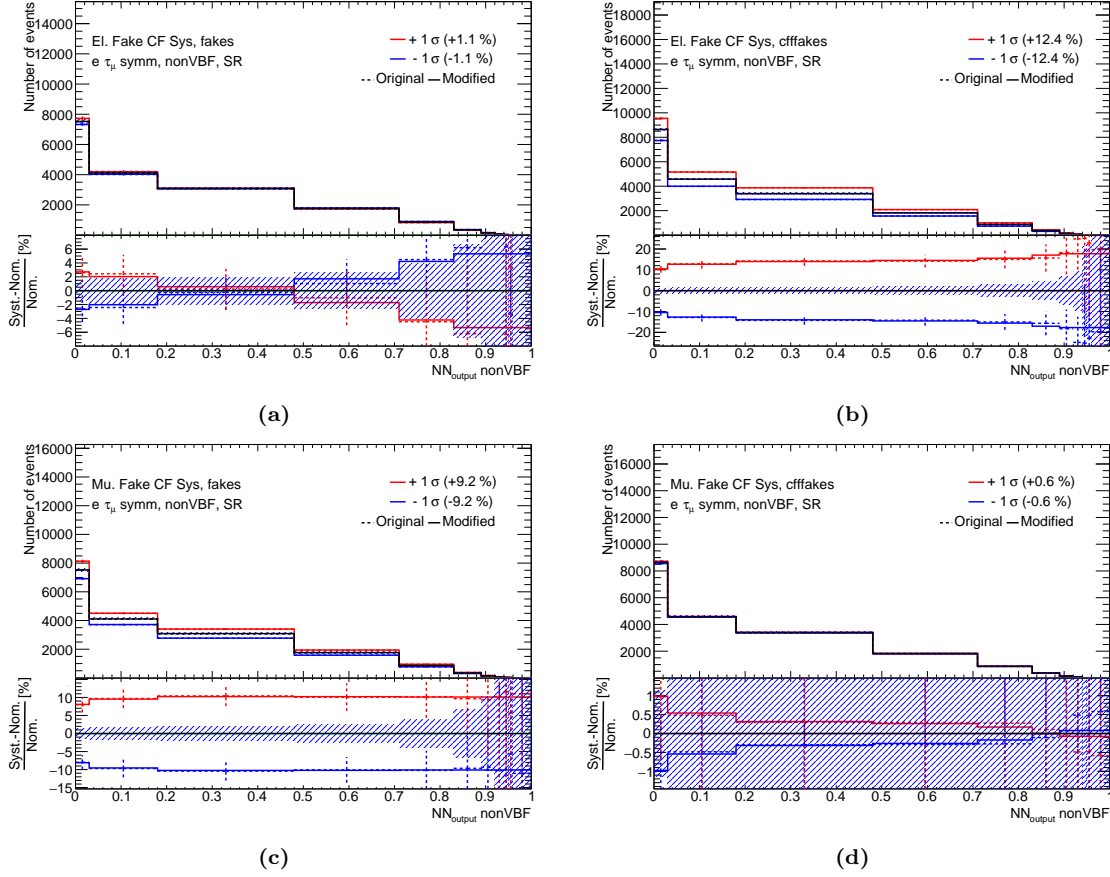 Number of events
14000
12000
10000
8000
6000
4000
2000
El. Fake CF Sys, fakes
e τμ symm, nonVBF, SR
+ 1 σ (+1.1 %)
- 1 σ (-1.1 %)
Original Modified
Syst.-Nom. [%]
Nom.
6
4
2
0
−2
−4
−6
0 0.1 0.2 0.3 0.4 0.5 0.6 0.7 0.8 0.9 1
NNoutput nonVBF
(a)
Number of events
18000
16000
14000
12000
10000
8000
6000
4000
2000
El. Fake CF Sys, cfffakes
e τμ symm, nonVBF, SR
+ 1 σ (+12.4 %)
- 1 σ (-12.4 %)
Original Modified
Syst.-Nom. [%]
Nom.
20
10
0
−10
−20
0 0.1 0.2 0.3 0.4 0.5 0.6 0.7 0.8 0.9 1
NNoutput nonVBF
(b)
Number of events
16000
14000
12000
10000
8000
6000
4000
2000
Mu. Fake CF Sys, fakes
e τμ symm, nonVBF, SR
+ 1 σ (+9.2 %)
- 1 σ (-9.2 %)
Original Modified
Syst.-Nom. [%]
Nom.
10
5
0
−5
−10
−15
0 0.1 0.2 0.3 0.4 0.5 0.6 0.7 0.8 0.9 1
NNoutput nonVBF
(c)
Number of events
16000
14000
12000
10000
8000
6000
4000
2000
Mu. Fake CF Sys, cfffakes
e τμ symm, nonVBF, SR
+ 1 σ (+0.6 %)
- 1 σ (-0.6 %)
Original Modified
Syst.-Nom. [%]
Nom.
1
0.5
0
−0.5
−1
0 0.1 0.2 0.3 0.4 0.5 0.6 0.7 0.8 0.9 1
NNoutput nonVBF
(d)